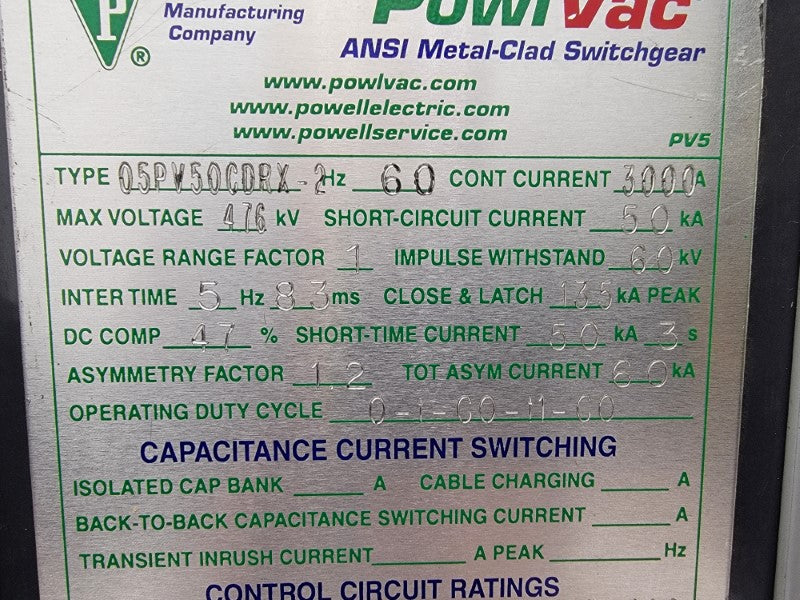 P Manufacturing PowlVac
® Company ANSI Metal-Clad Switchgear
www.powlvac.com
www.powellelectric.com
www.powellservice.com PV5
TYPE 05PV50CDRX-2 Hz 60 CONT CURRENT 3000 A
MAX VOLTAGE 4.76 kV SHORT-CIRCUIT CURRENT 50 kA
VOLTAGE RANGE FACTOR 1 IMPULSE WITHSTAND 60 kV
INTER TIME 5 Hz 83 ms CLOSE & LATCH 135 kA PEAK
DC COMP 47 % SHORT-TIME CURRENT 50 kA 3 s
ASYMMETRY FACTOR 1.2 TOT ASYM CURRENT 60 kA
OPERATING DUTY CYCLE
CAPACITANCE CURRENT SWITCHING
ISOLATED CAP BANK A CABLE CHARGING A
BACK-TO-BACK CAPACITANCE SWITCHING CURRENT A
TRANSIENT INRUSH CURRENT A PEAK Hz
CONTROL CIRCUIT RATINGS